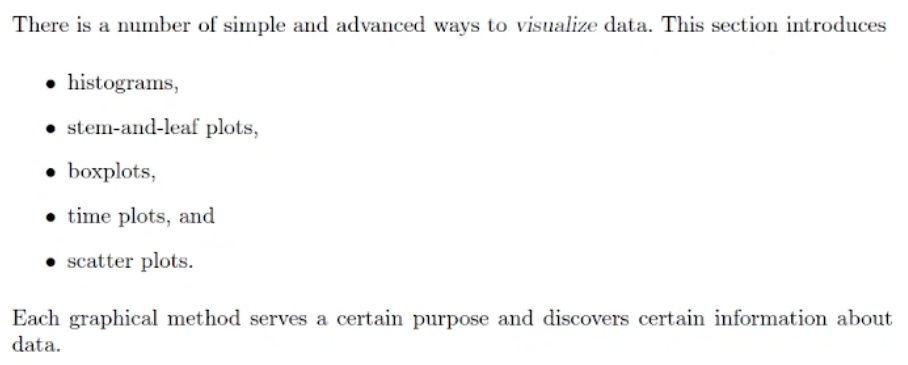 There is a number of simple and advanced ways to visualize data. This section introduces
• histograms,
• stem-and-leaf plots,
• boxplots,
• time plots, and
• scatter plots.
Each graphical method serves a certain purpose and discovers certain information about
data.